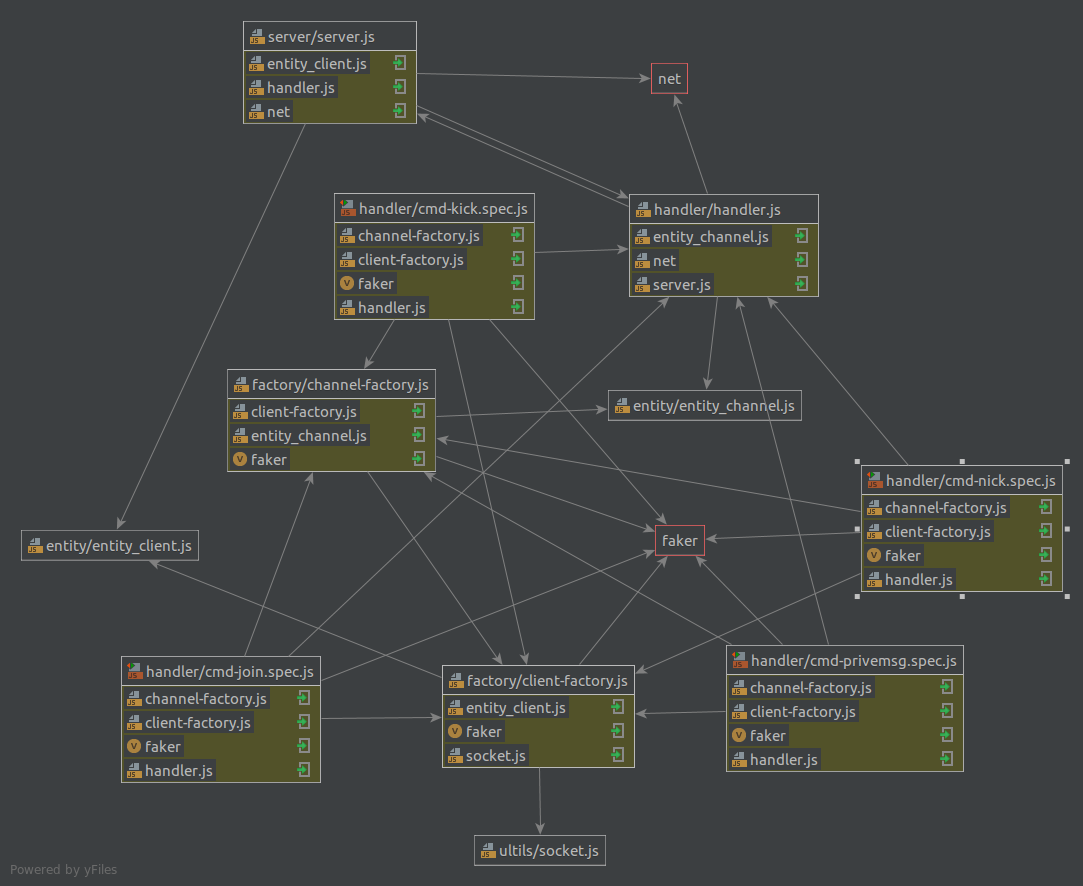 server/server.js
entity_client.js
handler.js
net
net
handler/cmd-kick.spec.js
channel-factory.js
client-factory.js
faker
handler.js
handler/handler.js
entity_channel.js
net
server.js
factory/channel-factory.js
client-factory.js
entity_channel.js
faker
entity/entity_channel.js
handler/cmd-nick.spec.js
channel-factory.js
client-factory.js
faker
handler.js
entity/entity_client.js
faker
handler/cmd-join.spec.js
channel-factory.js
client-factory.js
faker
handler.js
factory/client-factory.js
entity_client.js
faker
socket.js
handler/cmd-privemsg.spec.js
channel-factory.js
client-factory.js
faker
handler.js
ultils/socket.js
Powered by yFiles